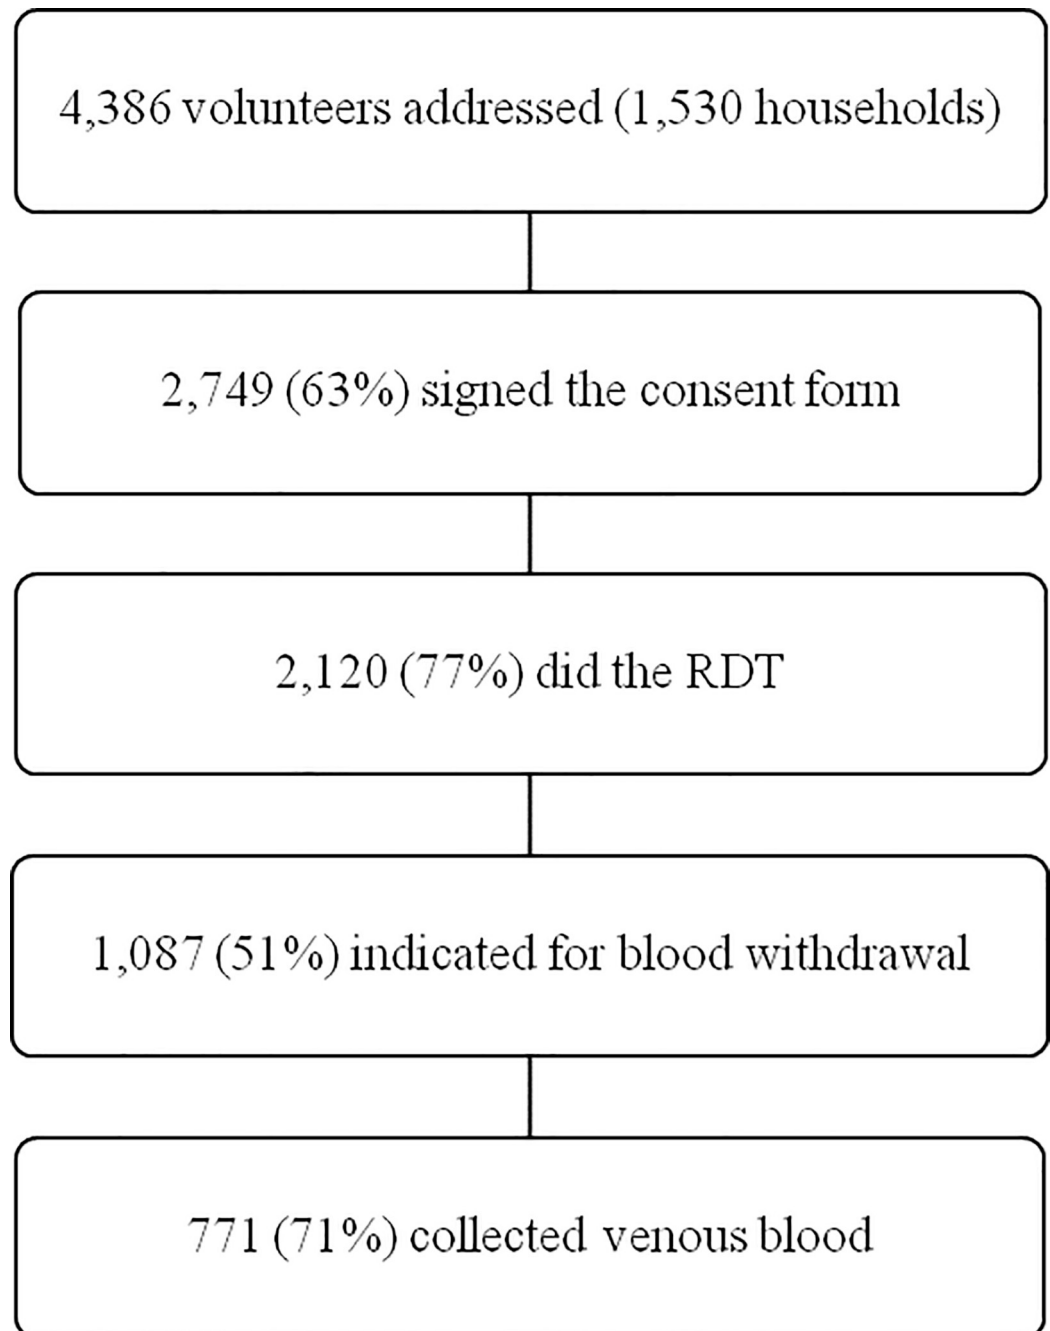 4,386 volunteers addressed (1,530 households)
2,749 (63%) signed the consent form
2,120 (77%) did the RDT
1,087 (51%) indicated for blood withdrawal
771 (71%) collected venous blood